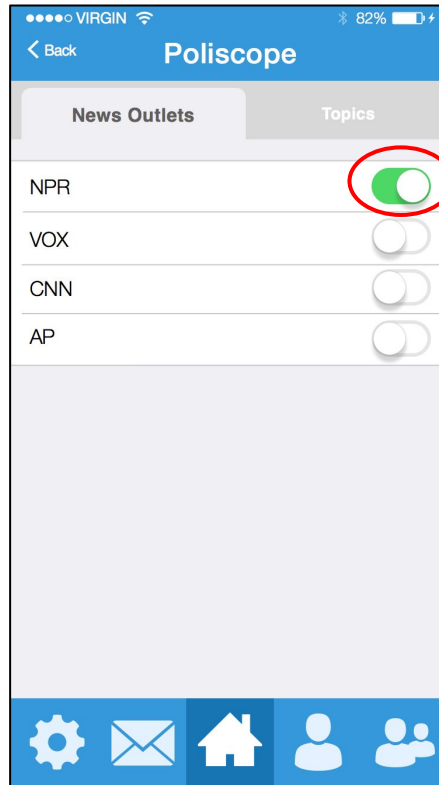 VIRGIN 82%
Back Poliscope
News Outlets Topics
NPR
VOX
CNN
AP